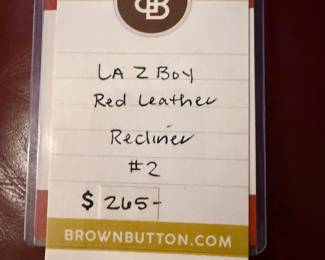 B
LA Z BOY
Red Leather
Recliner
#2
$ 265-
BROWNBUTTON.COM